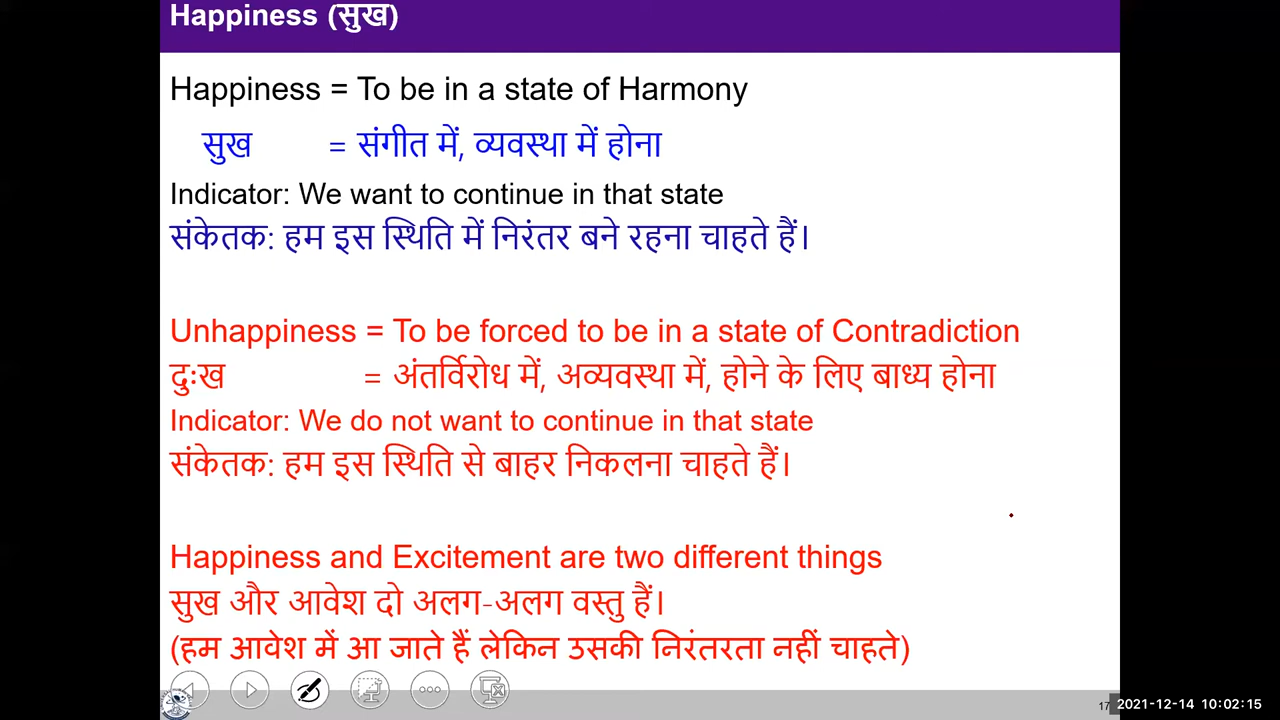 Happiness (सुख)
Happiness = To be in a state of Harmony
सुख = संगीत में, व्यवस्था में होना
Indicator: We want to continue in that state
संकेतक: हम इस स्थिति में निरंतर बने रहना चाहते हैं।
Unhappiness = To be forced to be in a state of Contradiction
दुःख = अंतर्विरोध में, अव्यवस्था में, होने के लिए बाध्य होना
Indicator: We do not want to continue in that state
संकेतक: हम इस स्थिति से बाहर निकलना चाहते हैं।
Happiness and Excitement are two different things
सुख और आवेश दो अलग-अलग वस्तु हैं।
(हम आवेश में आ जाते हैं लेकिन उसकी निरंतरता नहीं चाहते)
17
2021-12-14 10:02:15